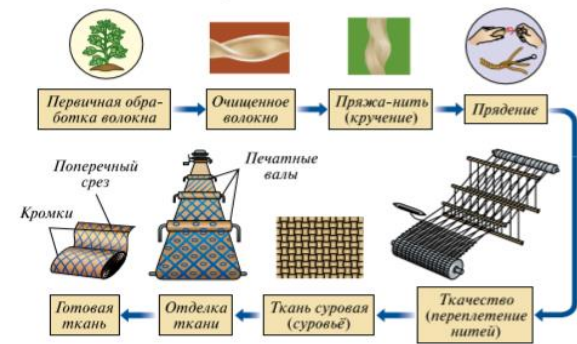 Первичная обра-
ботка волокна
Очищенное
волокно
Пряжа-нить
(кручение)
Прядение
Поперечный
срез
Печатные
валы
Кромки
Готовая
ткань
Отделка
ткани
Ткань суровая
(суровьё)
Ткачество
(переплетение
нитей)